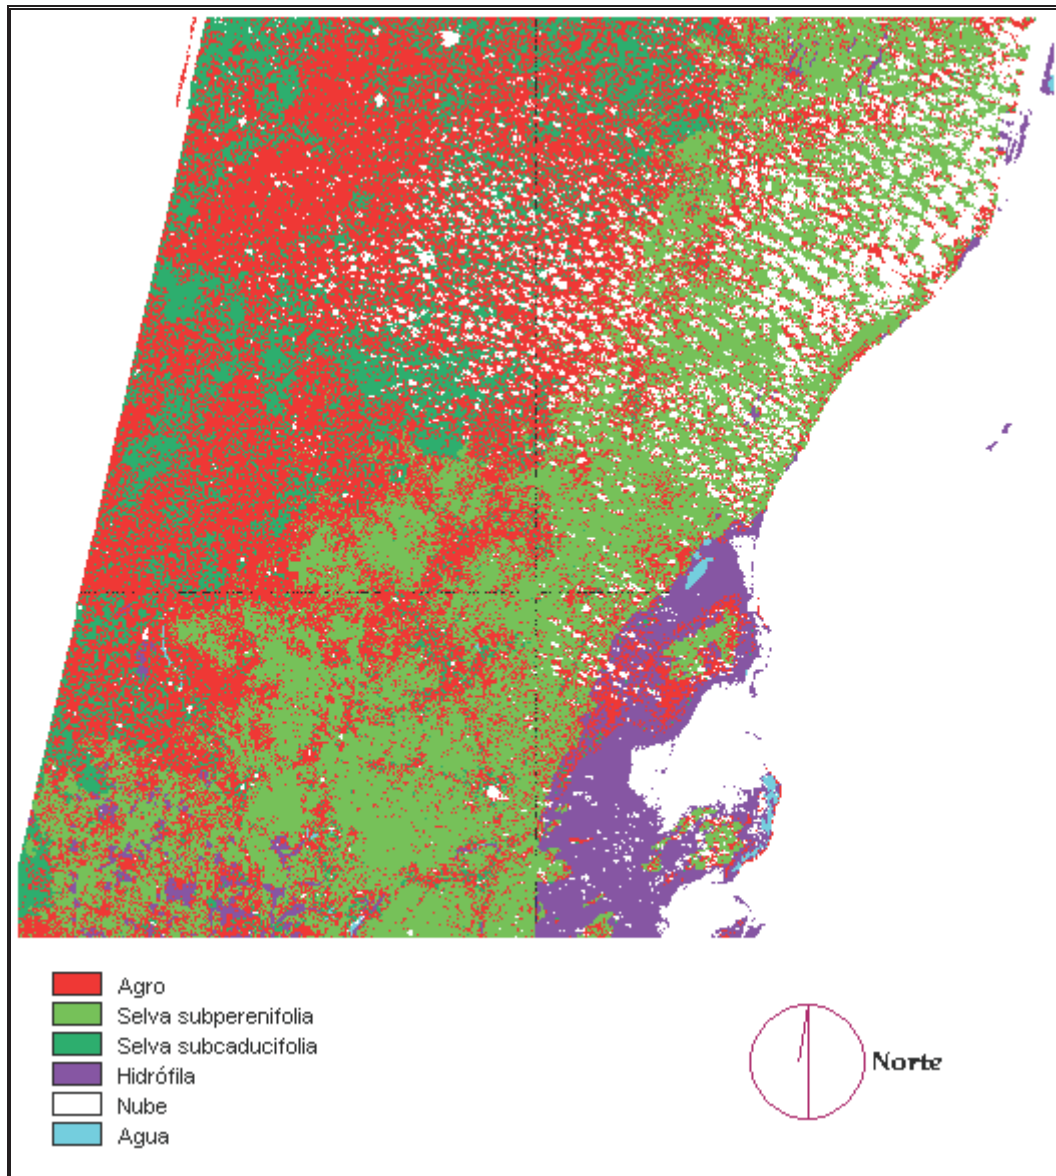 Agro
Selva subperenifolia
Selva subcaducifolia
Hidrófila
Nube
Agua
Norte